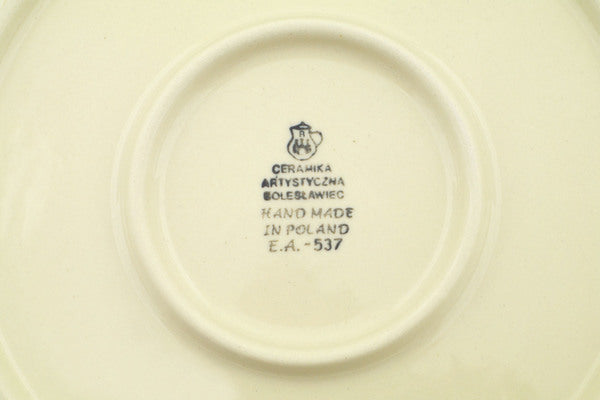 CERAMIKA
ARTYSTYCZNA
BOLESŁAWIEC
HAND MADE
IN POLAND
E.A. - 537